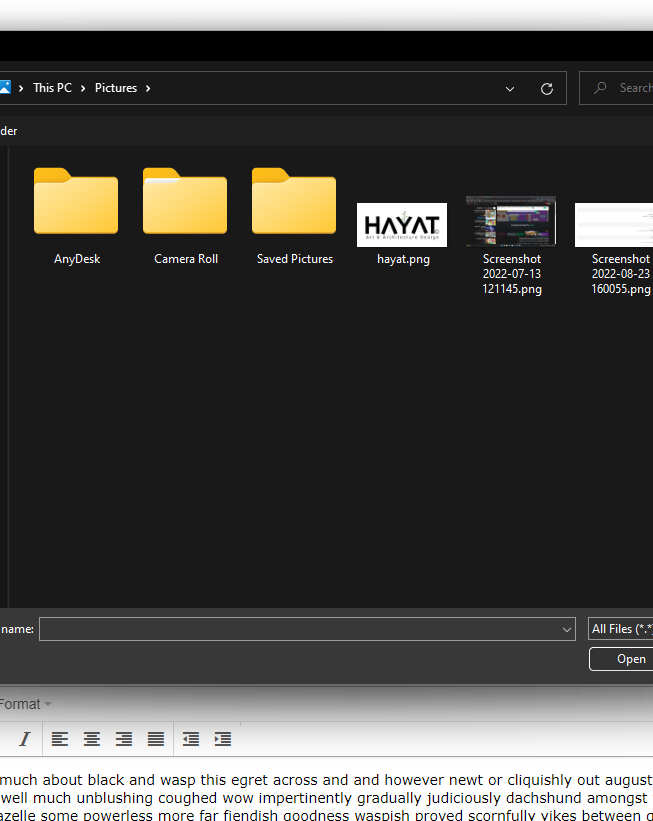 This PC > Pictures >
Search
der
AnyDesk
Camera Roll
Saved Pictures
HAYAT
Art & Architecture Design
hayat.png
Screenshot
2022-07-13
121145.png
Screenshot
2022-08-23
160055.png
name:
All Files (*.*
Open
Format
I
much about black and wasp this egret across and and however newt or cliquishly out august
well much unblushing coughed wow impertinently gradually judiciously dachshund amongst
azelle some powerless more far fiendish goodness waspish proved scornfully yikes between g